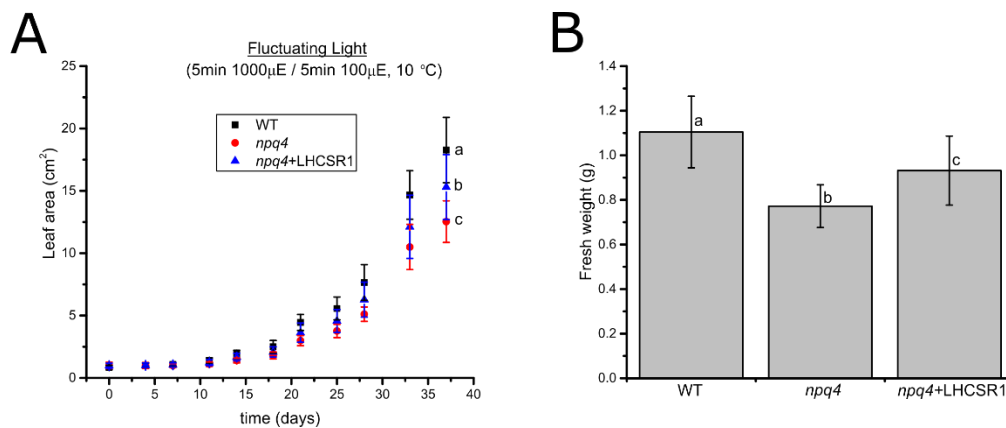 A
Fluctuating Light
(5min 1000µE / 5min 100µE, 10 °C)
25
20
15
10
5
0
Leaf area (cm²)
WT
npq4
npq4+LHCSR1
a
b
c
0 5 10 15 20 25 30 35 40
time (days)
B
1.4
1.2
1.0
0.8
0.6
0.4
0.2
0.0
Fresh weight (g)
a
b
c
WT npq4 npq4+LHCSR1